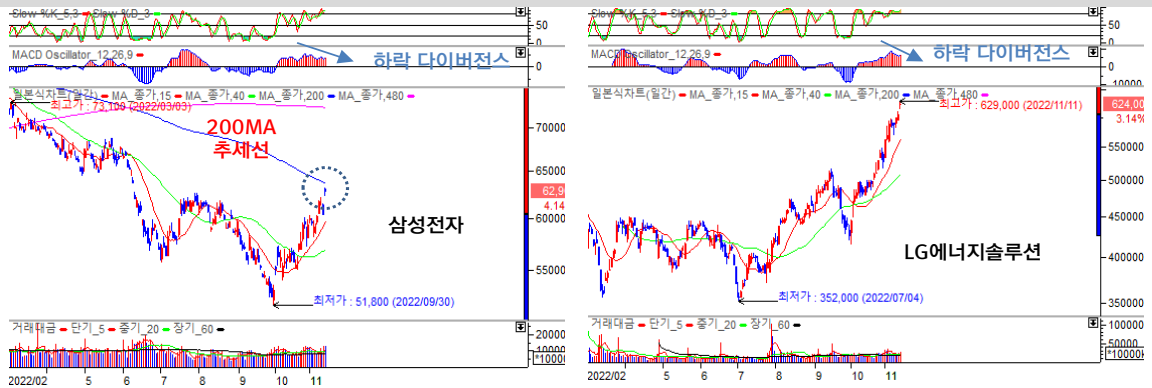 Slow %K_5,3 Slow %D_3
50
0
MACD Oscillator_12,26,9
하락 다이버전스
0
일본식차트(일간) MA_종가,15 MA_종가,40 MA_종가,200 MA_종가,480
최고가 : 73,100 (2022/03/03)
200MA
추세선
70000
65000
62,9
4.14
60000
삼성전자
55000
최저가 : 51,800 (2022/09/30)
거래대금 단기_5 중기_20 장기_60
20000
*10000
2022/02 5 6 7 8 9 10 11
Slow %K_5,3 Slow %D_3
50
0
MACD Oscillator_12,26,9
하락 다이버전스
0
10000
일본식차트(일간) MA_종가,15 MA_종가,40 MA_종가,200 MA_종가,480
최고가 : 629,000 (2022/11/11)
624,00
3.14%
550000
500000
450000
LG에너지솔루션
400000
최저가 : 352,000 (2022/07/04)
350000
거래대금 단기_5 중기_20 장기_60
100000
50000
*10000
2022/02 5 6 7 8 9 10 11